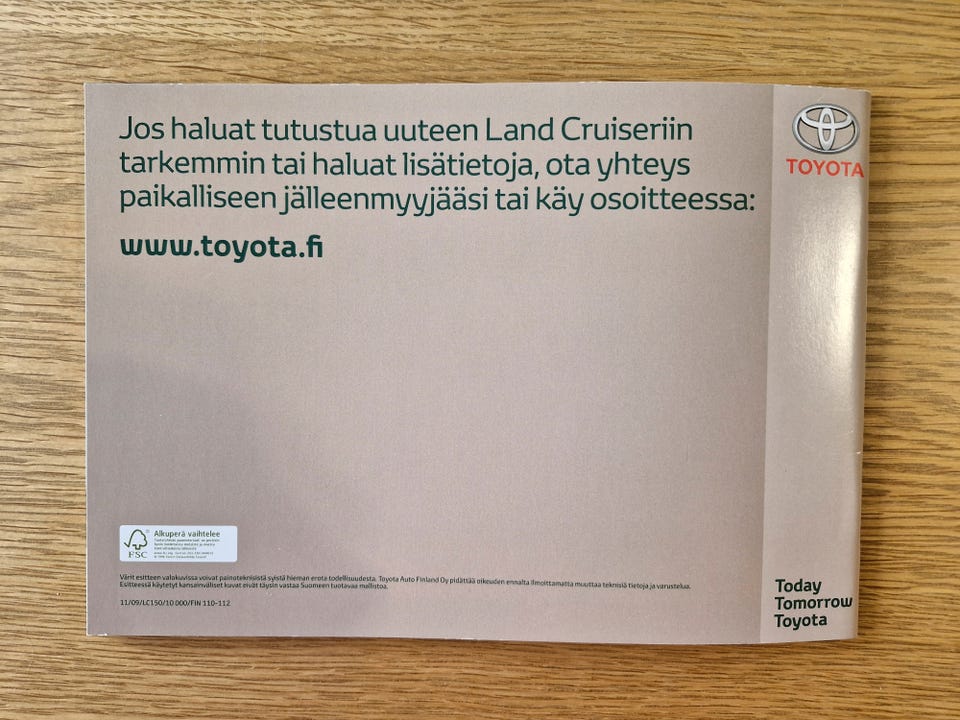 Jos haluat tutustua uuteen Land Cruiseriin
tarkemmin tai haluat lisätietoja, ota yhteys
paikalliseen jälleenmyyjääsi tai käy osoitteessa:
www.toyota.fi
TOYOTA
FSC
Alkuperä vaihtelee
Värit esitteen valokuvissa voivat painoteknisistä syistä hieman erota todellisuudesta. Toyota Auto Finland Oy pidättää oikeuden ennalta ilmoittamatta muuttaa teknisiä tietoja ja varustelua.
Esitteessä käytetyt kansainväliset kuvat eivät täysin vastaa Suomeen tuotavaa mallistoa.
11/09/LC150/10 000/FIN 110-112
Today
Tomorrow
Toyota